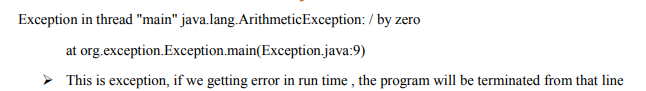 Exception in thread "main" java.lang.ArithmeticException: / by zero
at org.exception.Exception.main(Exception.java:9)
➢ This is exception, if we getting error in run time , the program will be terminated from that line